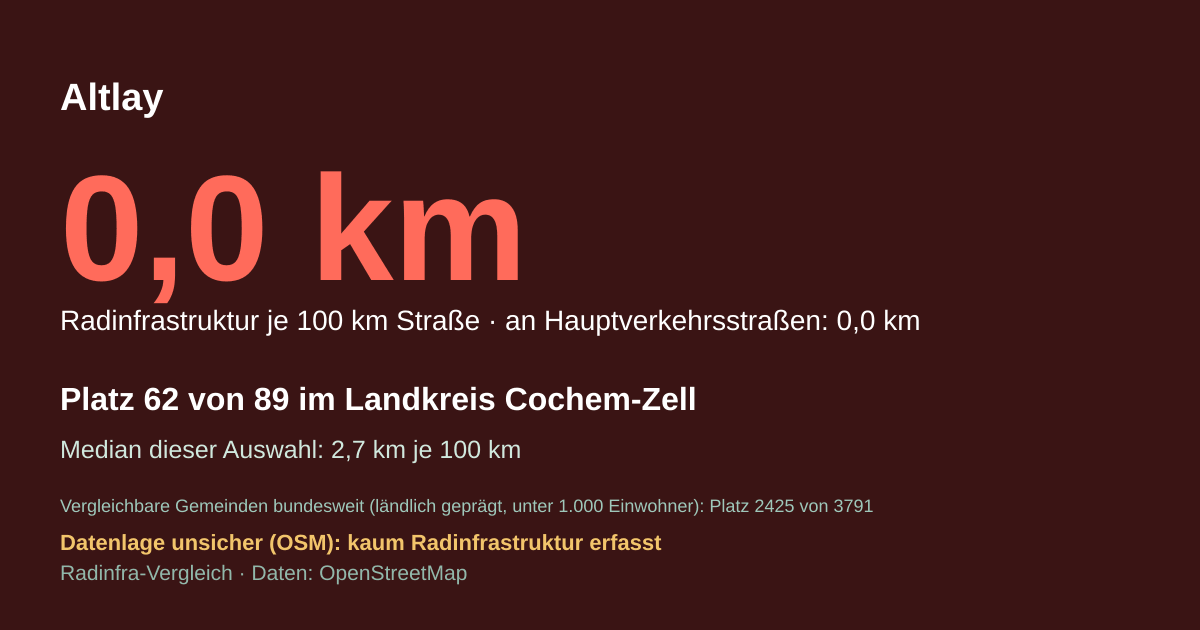 Altlay
0,0 km
Radinfrastruktur je 100 km Straße · an Hauptverkehrsstraßen: 0,0 km
Platz 62 von 89 im Landkreis Cochem-Zell
Median dieser Auswahl: 2,7 km je 100 km
Vergleichbare Gemeinden bundesweit (ländlich geprägt, unter 1.000 Einwohner): Platz 2425 von 3791
Datenlage unsicher (OSM): kaum Radinfrastruktur erfasst
Radinfra-Vergleich · Daten: OpenStreetMap